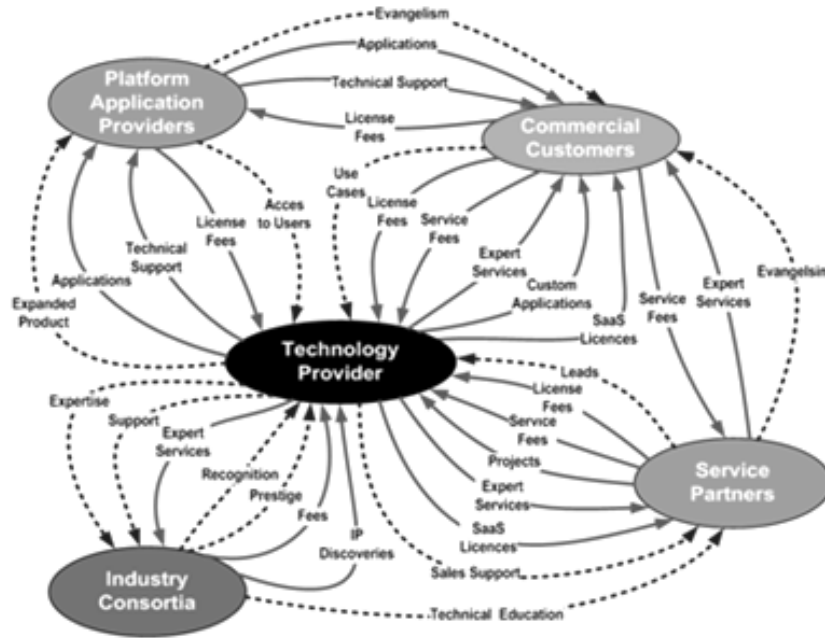 Evangelism
Applications
Technical Support
License
Fees
Platform
Application
Providers
Commercial
Customers
Use
Cases
License
Fees
Service
Fees
Expert
Services
Custom
Applications
SaaS
Licences
Service
Fees
Expert
Services
Evangelsim
Acces
to Users
License
Fees
Technical
Support
Applications
Expanded
Product
Technology
Provider
Leads
License
Fees
Service
Fees
Projects
Expert
Services
SaaS
Licences
Sales Support
Service
Partners
Expertise
Support
Expert
Services
Recognition
Prestige
Fees
IP
Discoveries
Industry
Consortia
Technical Education